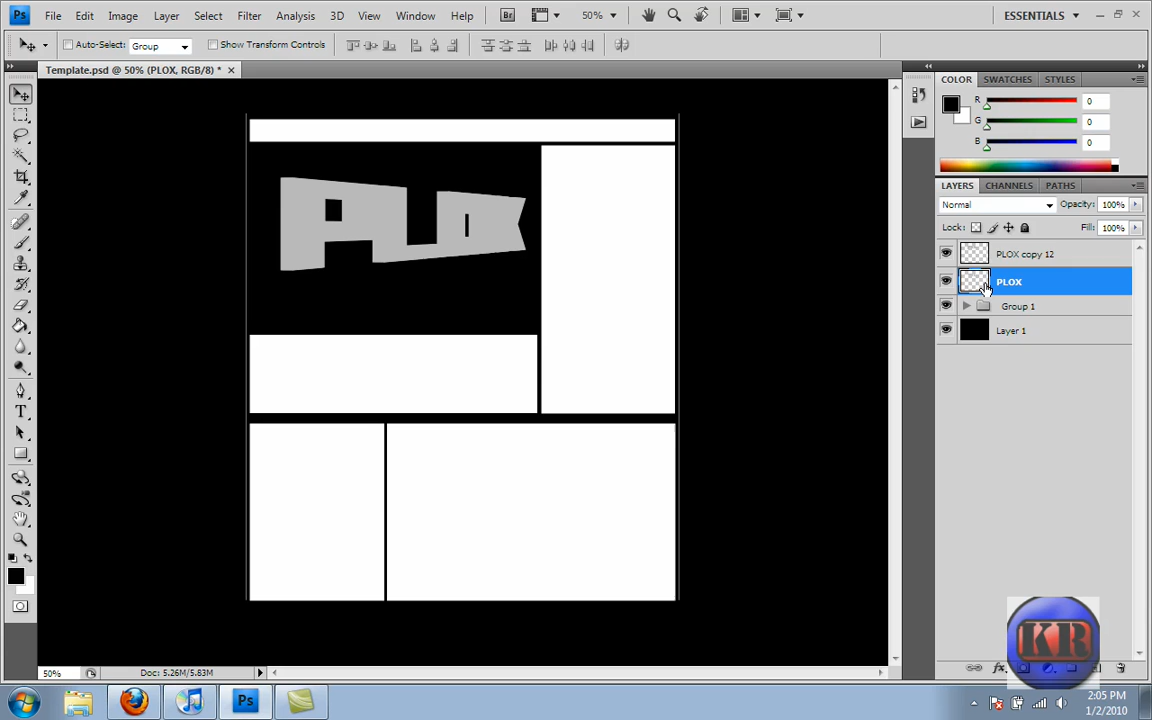 Ps File Edit Image Layer Select Filter Analysis 3D View Window Help Br 50% ESSENTIALS
Auto-Select: Group Show Transform Controls
Template.psd @ 50% (PLOX, RGB/8) *
COLOR SWATCHES STYLES
R 0
G 0
B 0
LAYERS CHANNELS PATHS
Normal Opacity: 100%
Lock: Fill: 100%
PLOX copy 12
PLOX
Group 1
Layer 1
PLOX
T
KR
fx
50% Doc: 5.26M/5.83M
Ps
2:05 PM
1/2/2010